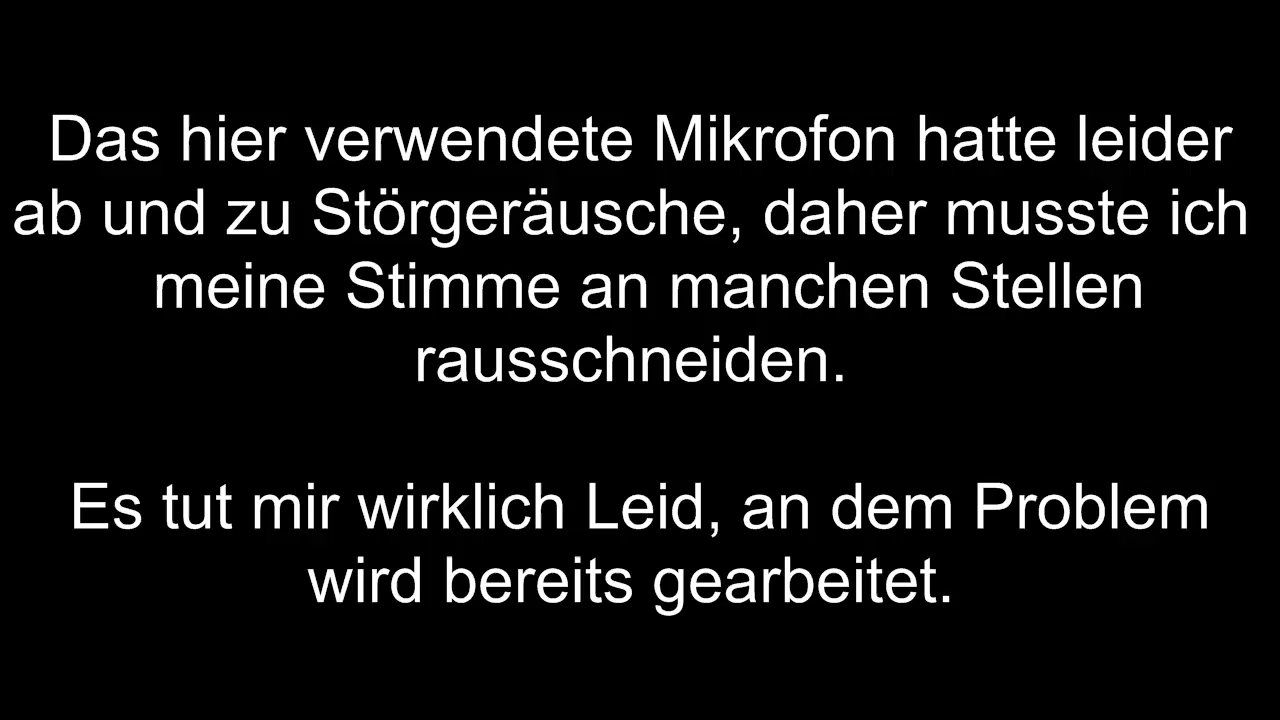 Das hier verwendete Mikrofon hatte leider
ab und zu Störgeräusche, daher musste ich
meine Stimme an manchen Stellen
rausschneiden.
Es tut mir wirklich Leid, an dem Problem
wird bereits gearbeitet.